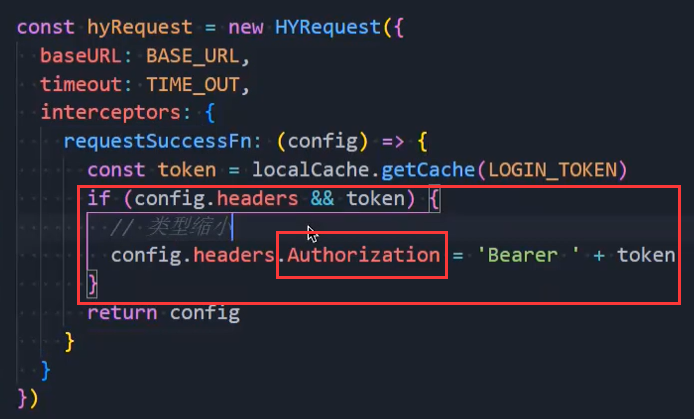 const hyRequest = new HYRequest({
baseURL: BASE_URL,
timeout: TIME_OUT,
interceptors: {
requestSuccessFn: (config) => {
const token = localCache.getCache(LOGIN_TOKEN)
if (config.headers && token) {
// 类型缩小
config.headers.Authorization = 'Bearer ' + token
}
return config
}
}
})